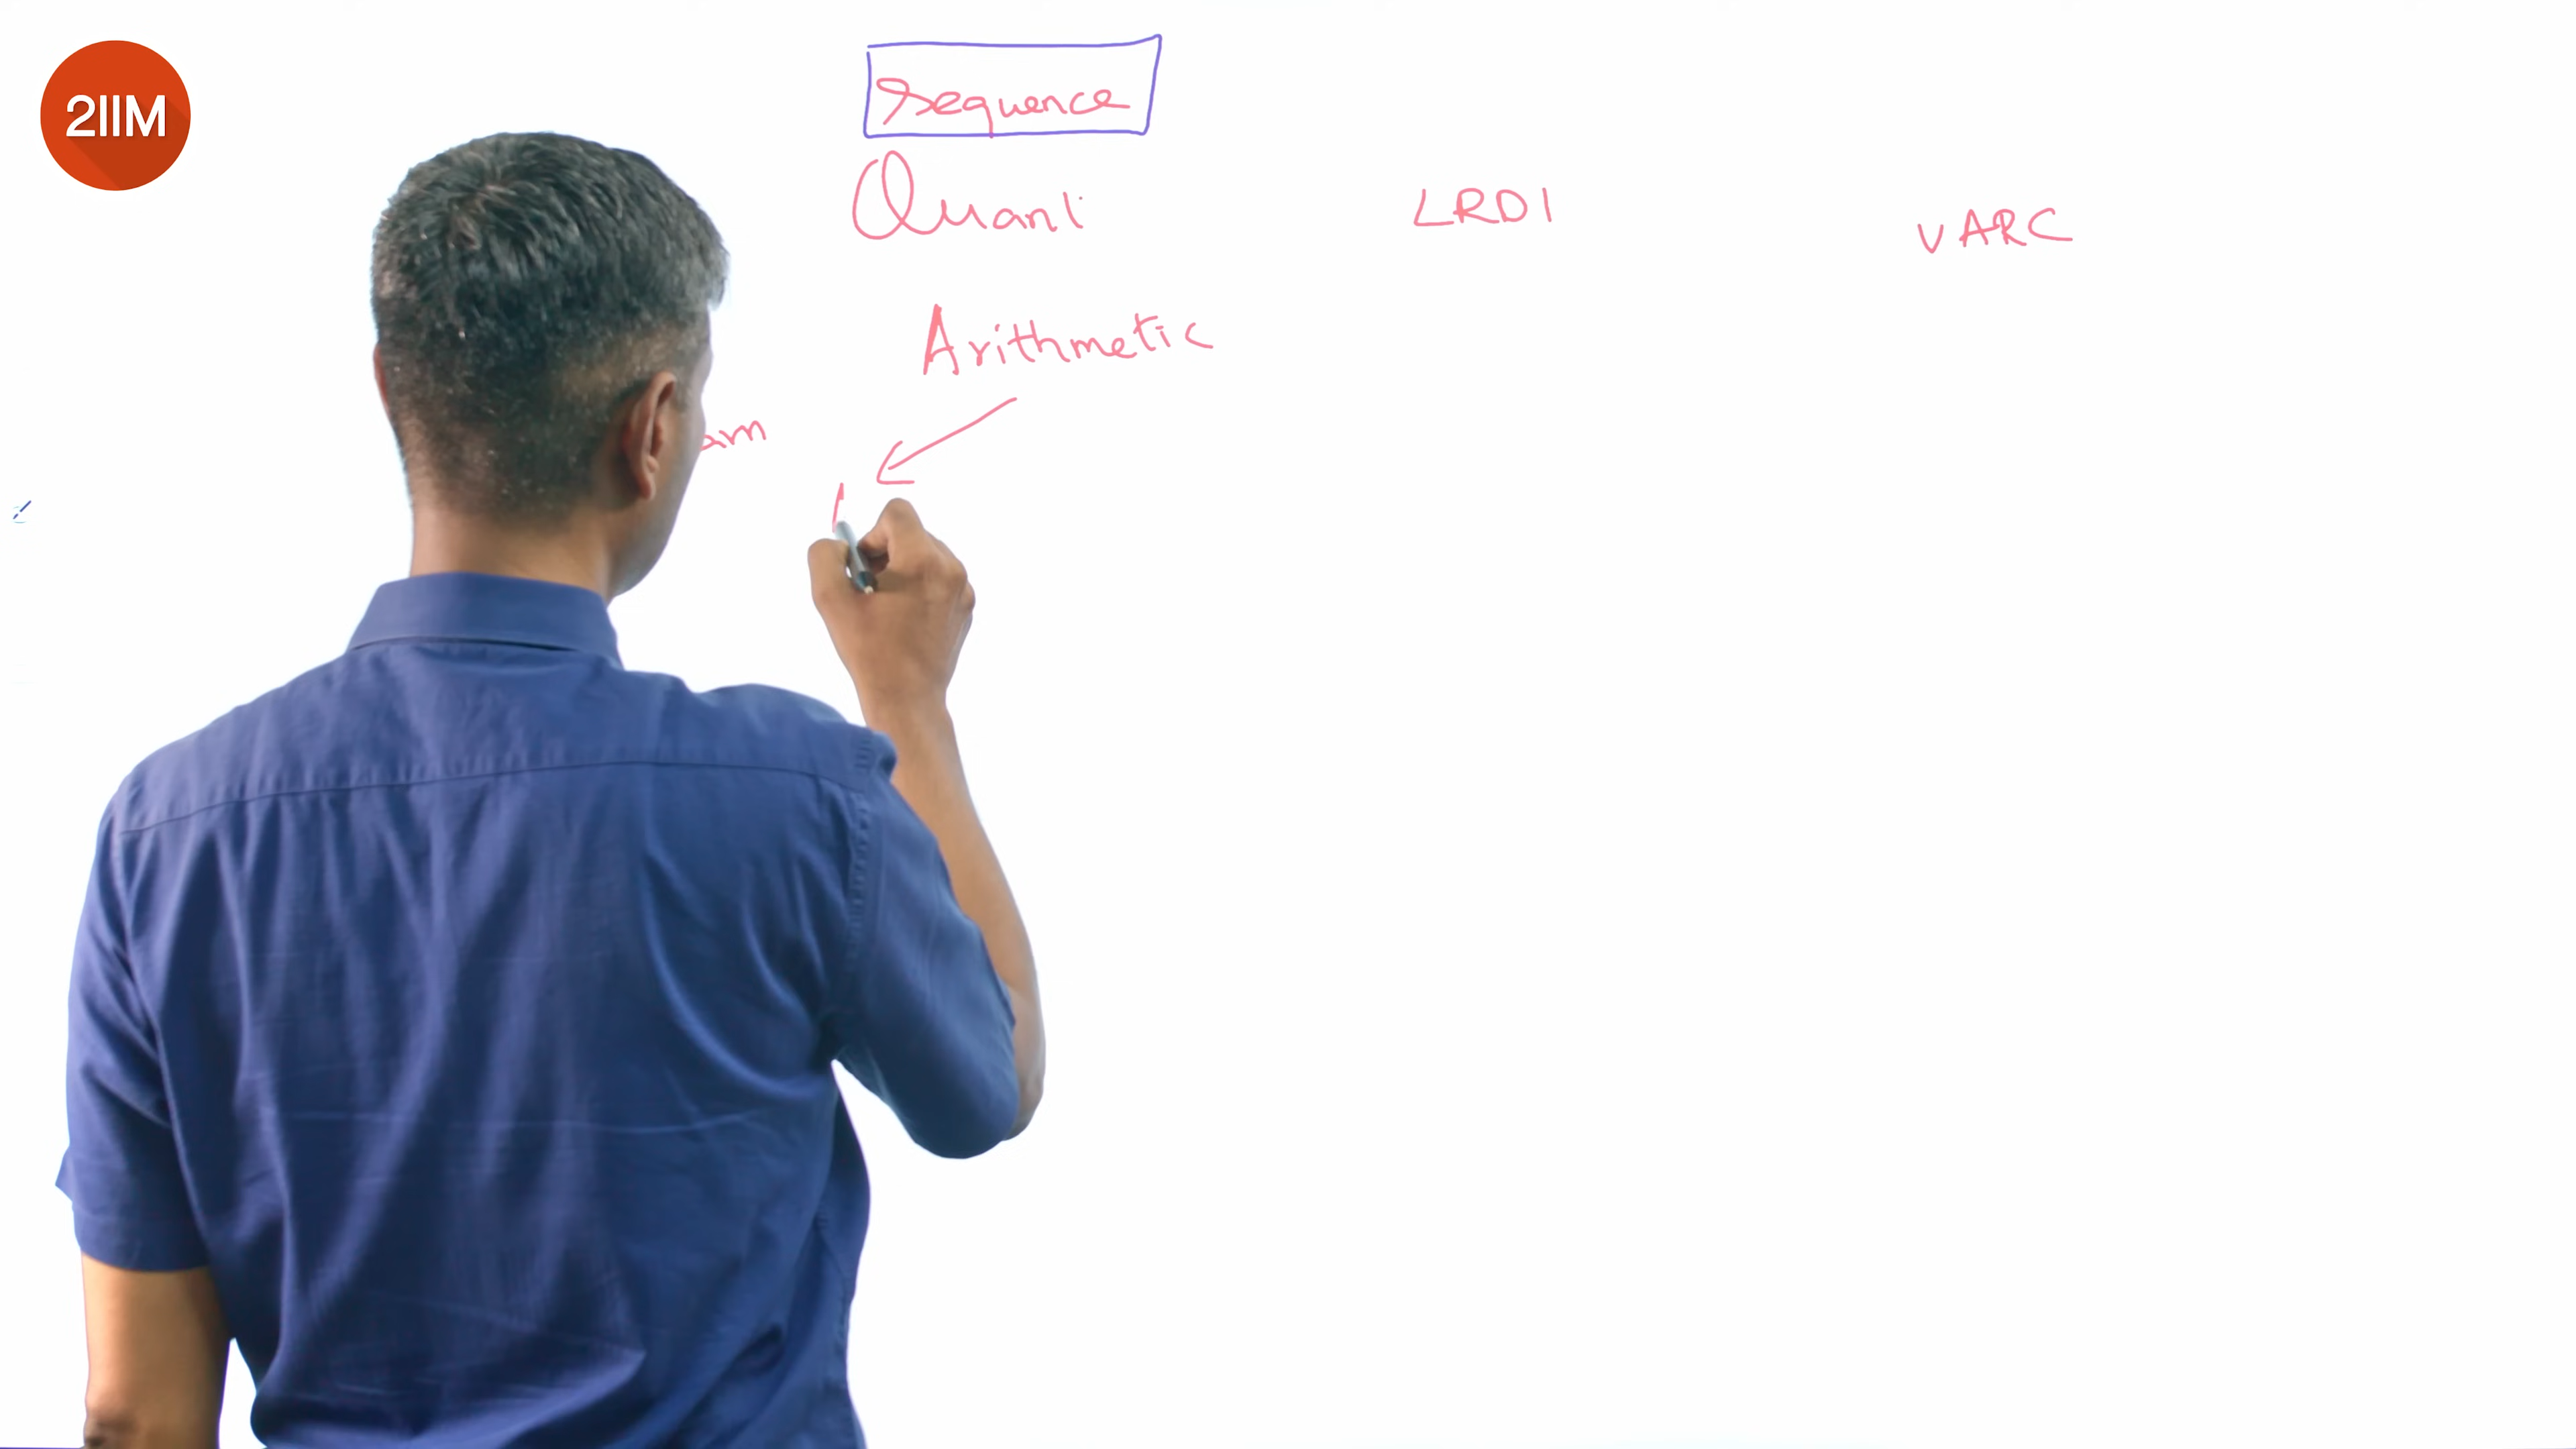 2IIM
Sequence
Quant
LRDI
VARC
Arithmetic